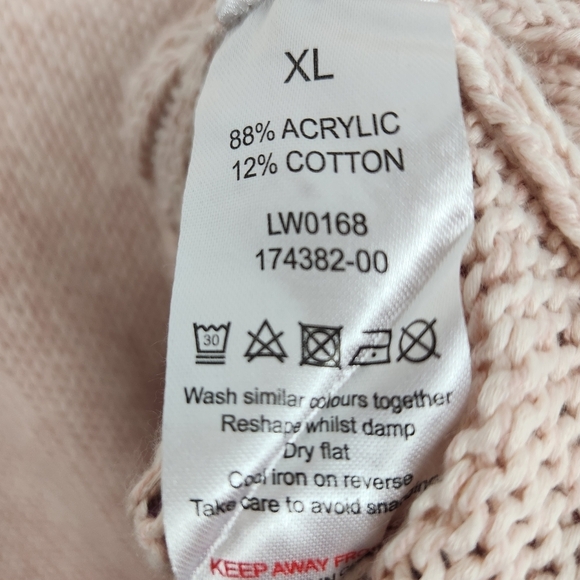 XL
88% ACRYLIC
12% COTTON
LW0168
174382-00
30
Wash similar colours together
Reshape whilst damp
Dry flat
Cool iron on reverse
Take care to avoid
KEEP AWAY